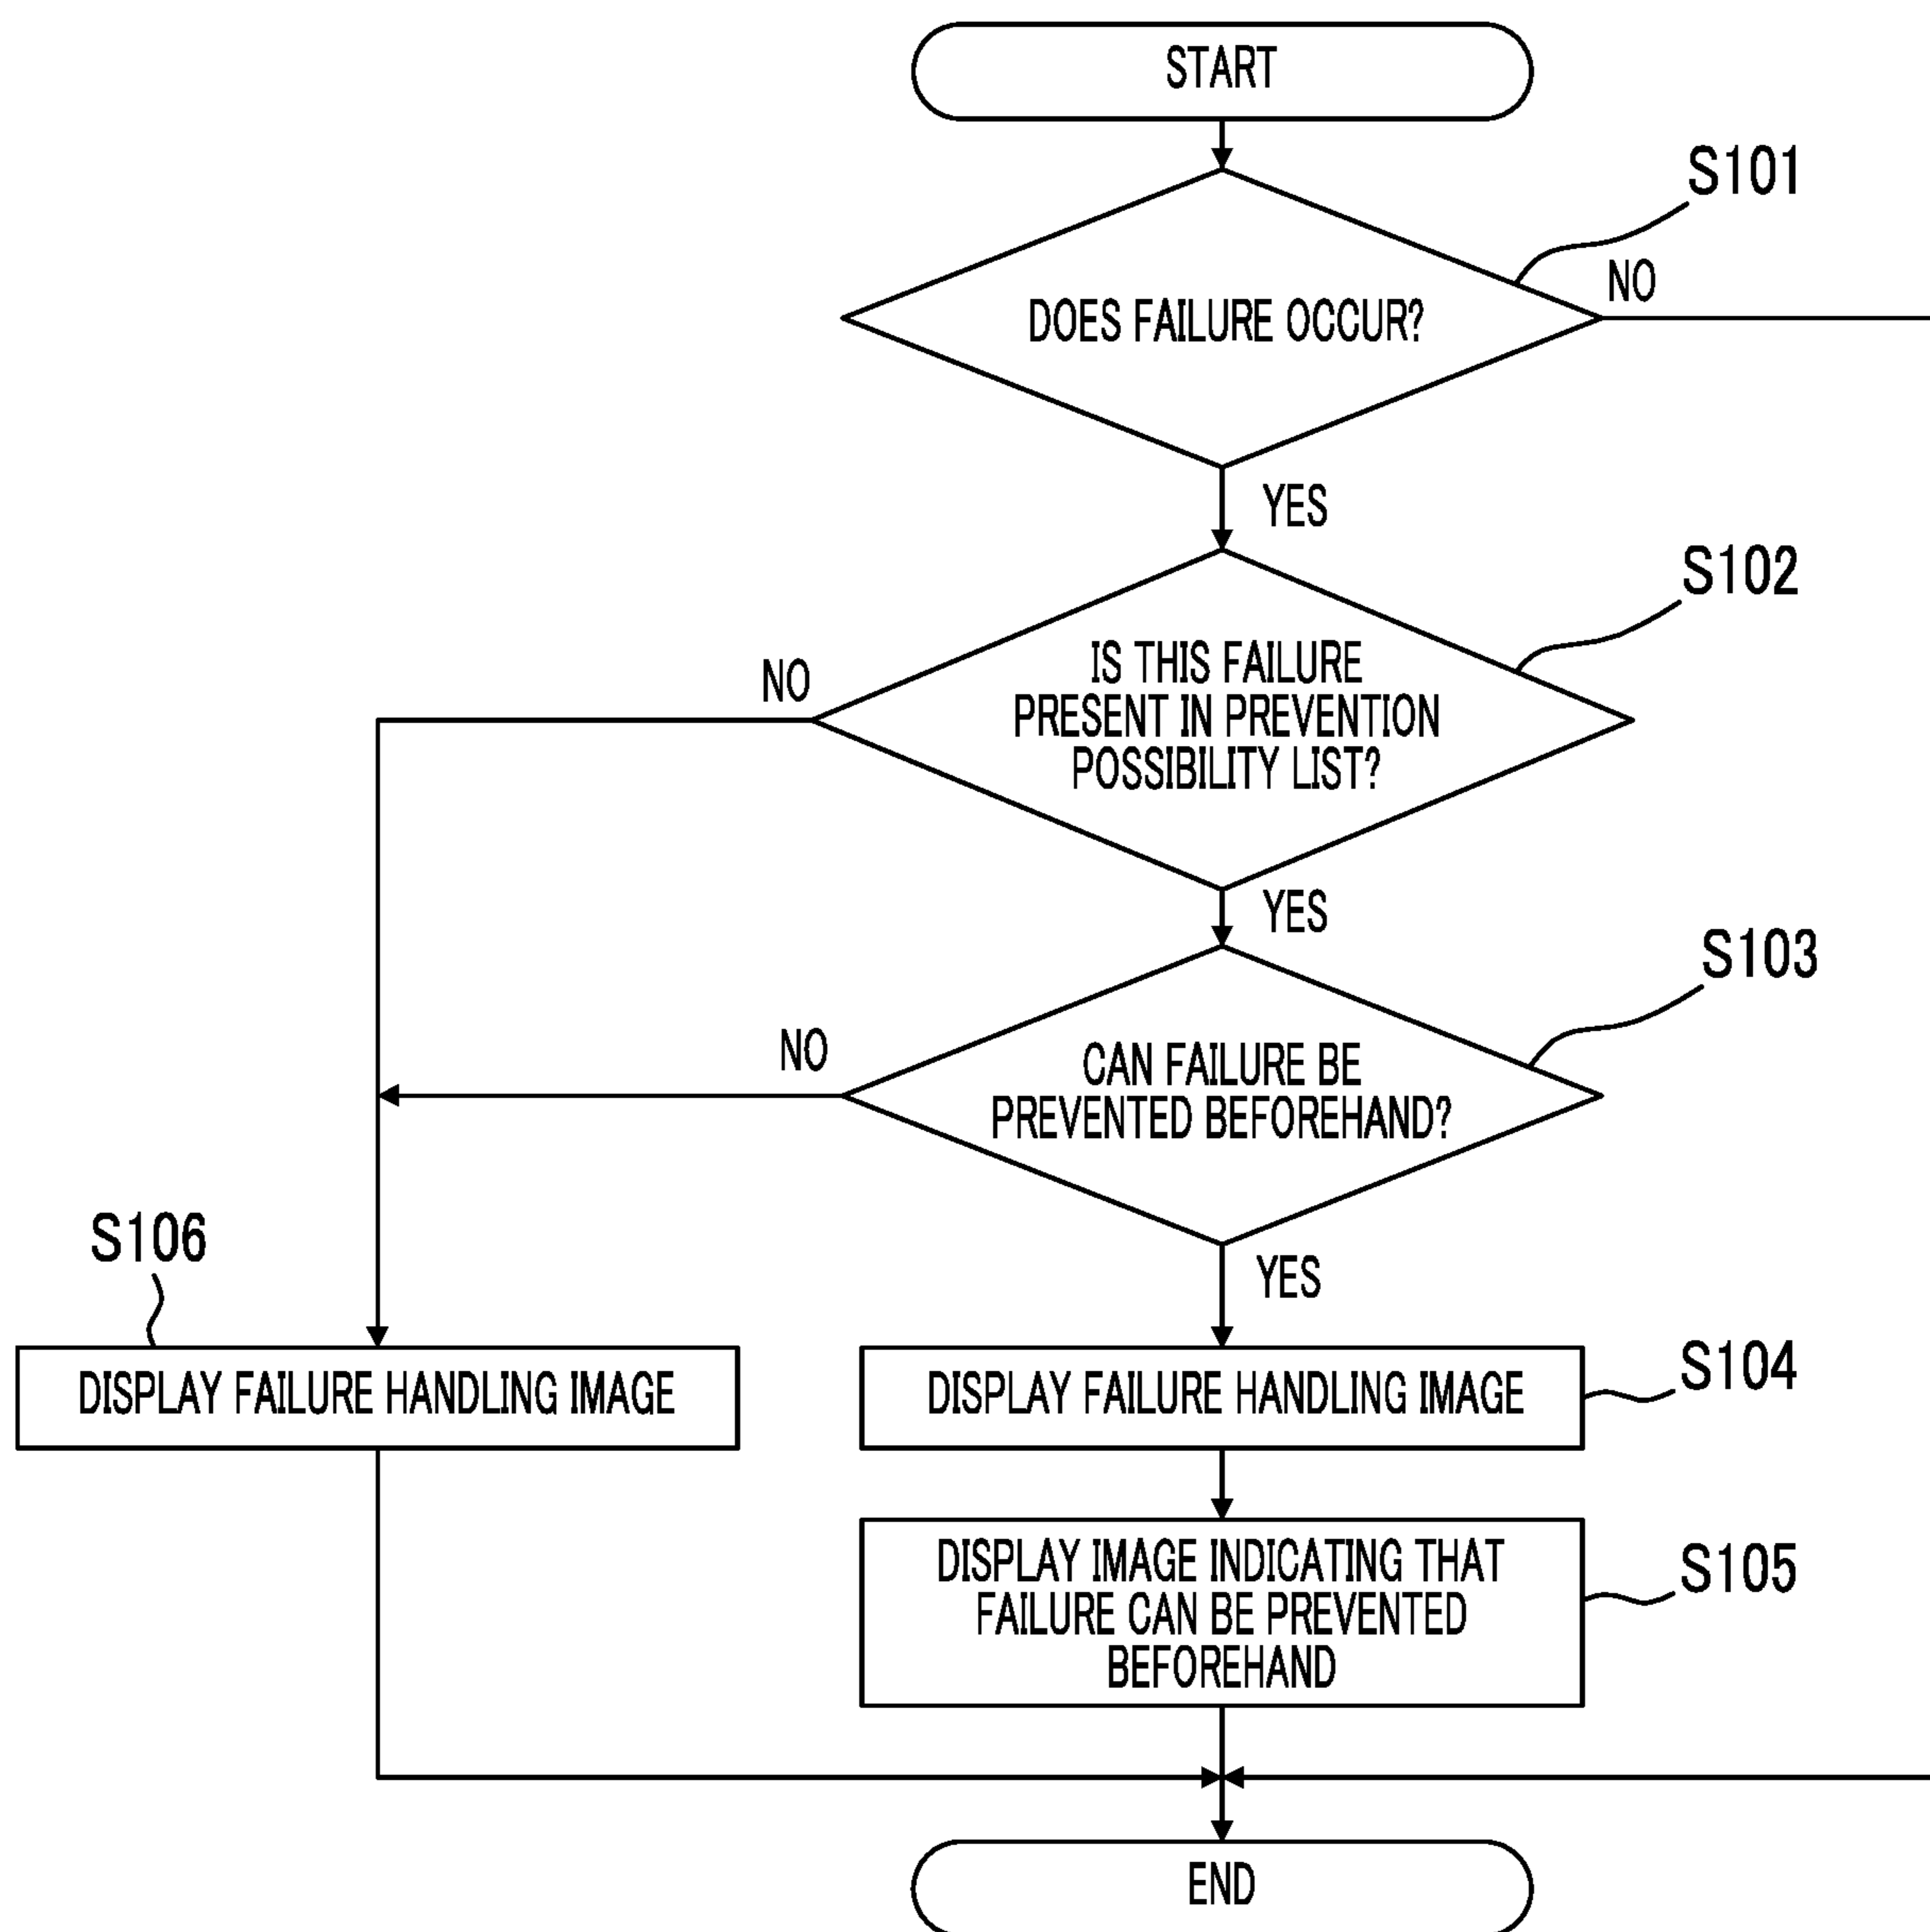 START
S101
NO
DOES FAILURE OCCUR?
YES
S102
NO
IS THIS FAILURE
PRESENT IN PREVENTION
POSSIBILITY LIST?
YES
S103
NO
CAN FAILURE BE
PREVENTED BEFOREHAND?
S106
YES
DISPLAY FAILURE HANDLING IMAGE
DISPLAY FAILURE HANDLING IMAGE
S104
DISPLAY IMAGE INDICATING THAT
FAILURE CAN BE PREVENTED
BEFOREHAND
S105
END